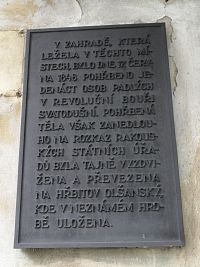 V ZAHRADĚ, KTERÁ
LEŽELA V TĚCHTO MÍ-
STECH, BYLO DNE 12. ČERV-
NA 1848 POHŘBENO JE-
DENÁCT OSOB PADLÝCH
V REVOLUČNÍ BOUŘI
SVATODUŠNÍ. POHŘBENÁ
TĚLA VŠAK ZANEDLOU-
HO NA ROZKAZ RAKOUS-
KÝCH STÁTNÍCH ÚŘA-
DŮ BYLA TAJNĚ VYZDVI-
ŽENA A PŘEVEZENA
NA HŘBITOV OLŠANSKÝ,
KDE V NEZNÁMÉM HRO-
BĚ ULOŽENA.